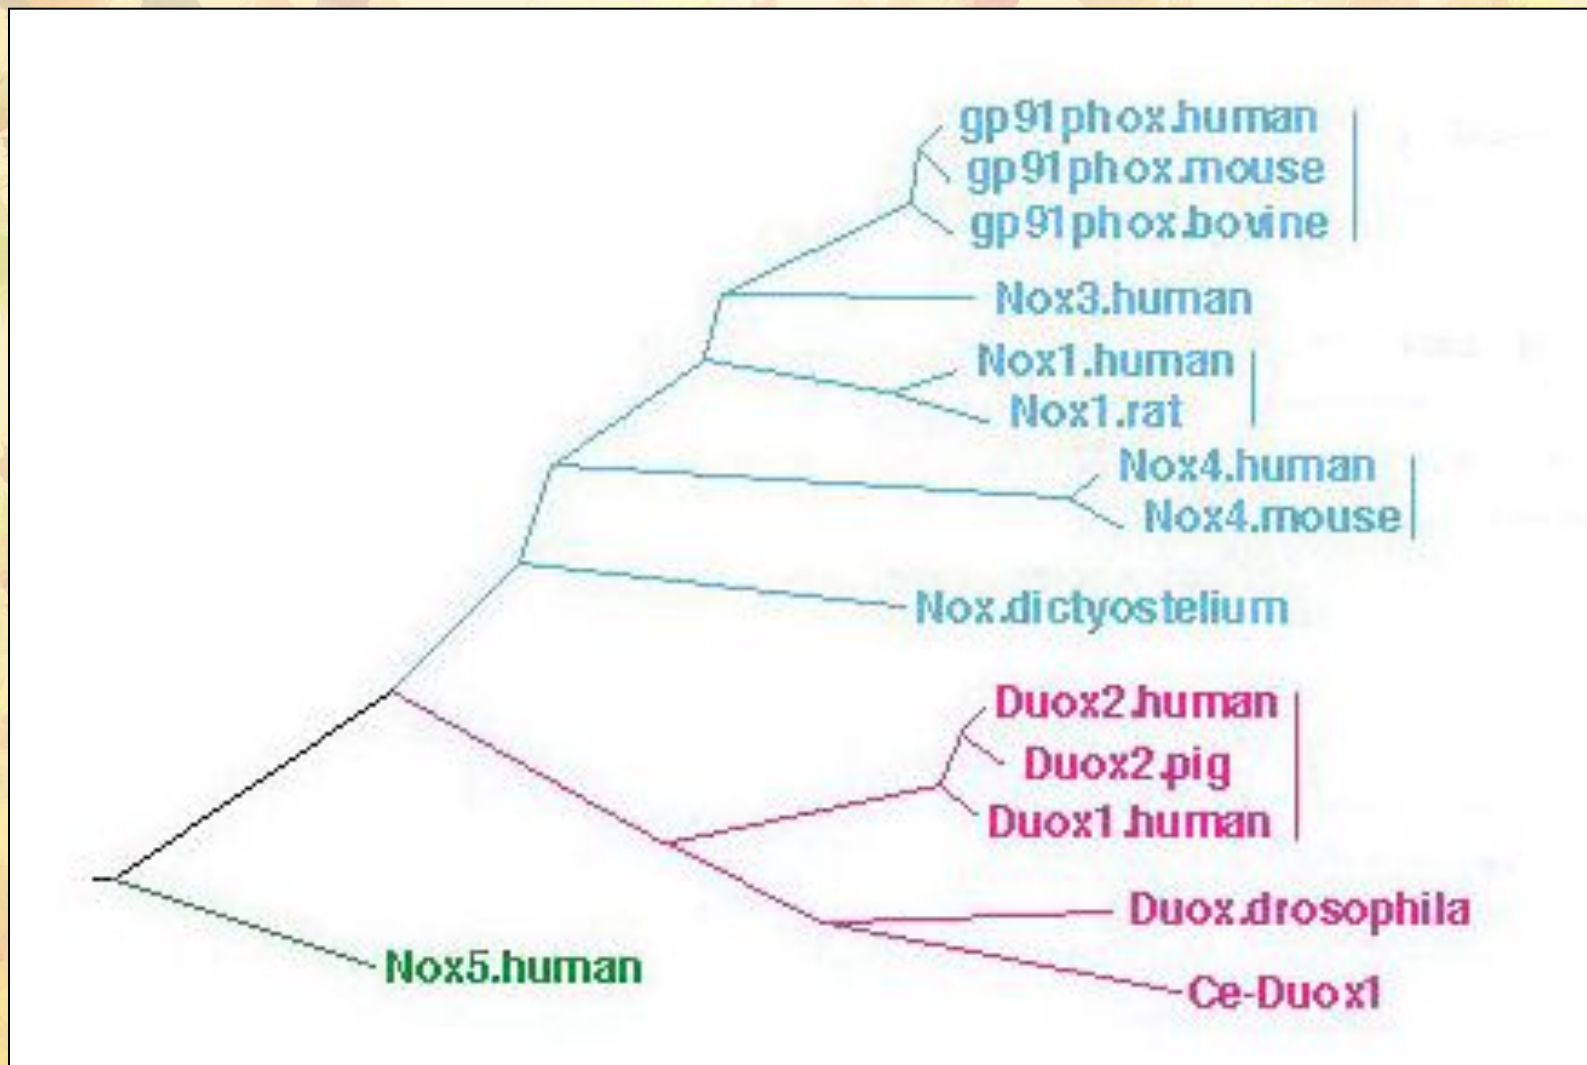 gp91phox.human
gp91phox.mouse
gp91phox.bovine
Nox3.human
Nox1.human
Nox1.rat
Nox4.human
Nox4.mouse
Nox.dictyostelium
Duox2.human
Duox2.pig
Duox1.human
Duox.drosophila
Nox5.human
Ce-Duox1